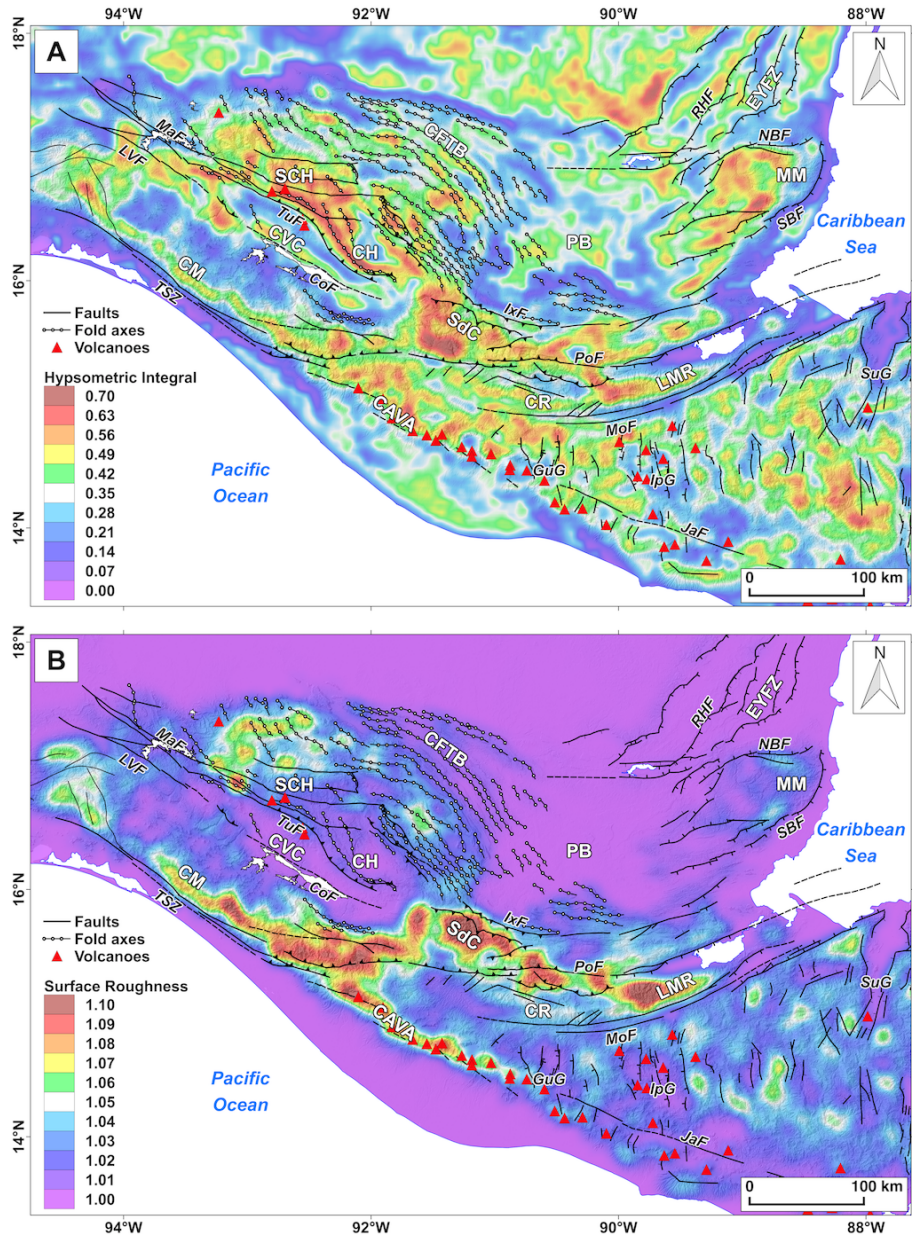 94°W 92°W 90°W 88°W
18°N
A
N
RHF
EYFZ
MaF
CFTB
NBF
LVF
SCH
MM
TuF
SBF
Caribbean
Sea
CVC
CH
PB
16°N
CM
CoF
TSZ
IxF
Faults
Fold axes
Volcanoes
SdC
PoF
LMR
SuG
Hypsometric Integral
0.70
0.63
0.56
0.49
0.42
0.35
0.28
0.21
0.14
0.07
0.00
CR
CAVA
MoF
Pacific
Ocean
GuG
IpG
14°N
JaF
0 100 km
18°N
B
N
RHF
EYFZ
MaF
CFTB
NBF
LVF
SCH
MM
TuF
SBF
Caribbean
Sea
CVC
CH
PB
16°N
CM
CoF
TSZ
IxF
Faults
Fold axes
Volcanoes
SdC
PoF
LMR
SuG
Surface Roughness
1.10
1.09
1.08
1.07
1.06
1.05
1.04
1.03
1.02
1.01
1.00
CR
CAVA
MoF
Pacific
Ocean
GuG
IpG
14°N
JaF
0 100 km
94°W 92°W 90°W 88°W